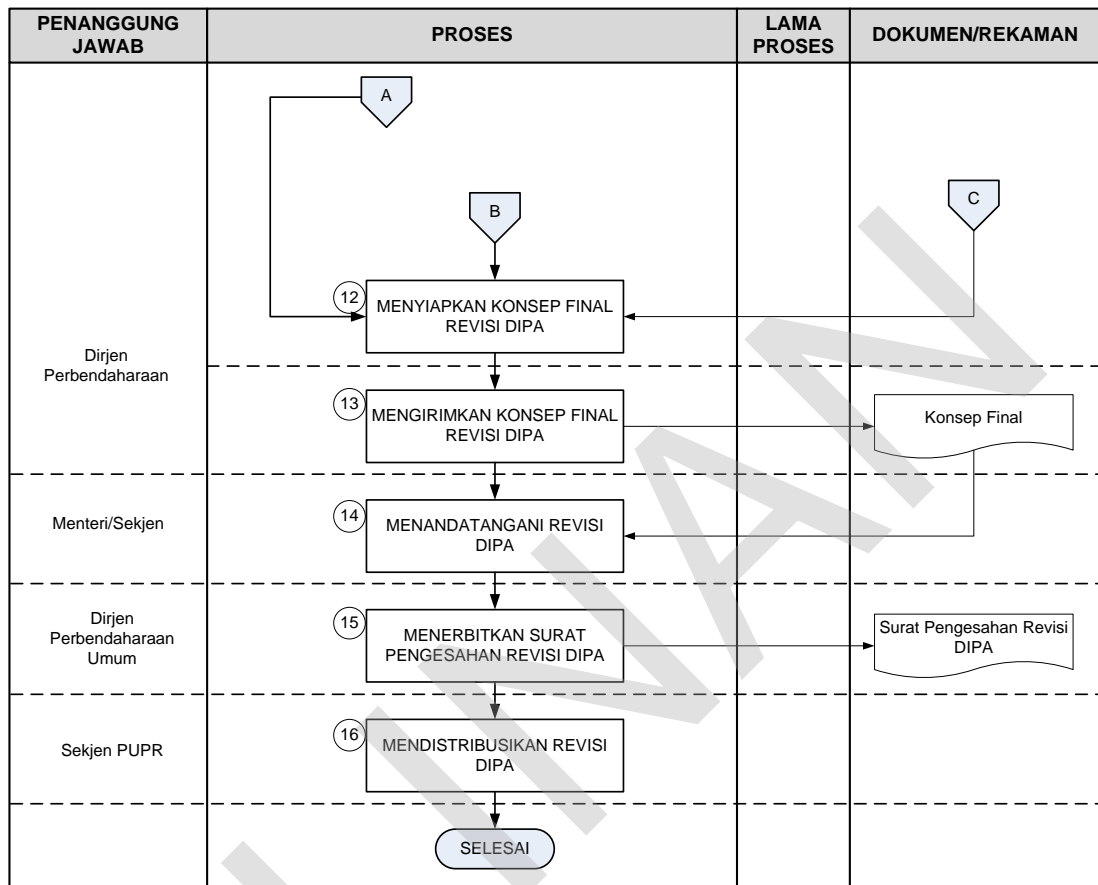 PENANGGUNG
JAWAB
PROSES
LAMA
PROSES
DOKUMEN/REKAMAN
A
B
C
Dirjen
Perbendaharaan
12
MENYIAPKAN KONSEP FINAL
REVISI DIPA
13
MENGIRIMKAN KONSEP FINAL
REVISI DIPA
Konsep Final
Menteri/Sekjen
14
MENANDATANGANI REVISI
DIPA
Dirjen
Perbendaharaan
Umum
15
MENERBITKAN SURAT
PENGESAHAN REVISI DIPA
Surat Pengesahan Revisi
DIPA
Sekjen PUPR
16
MENDISTRIBUSIKAN REVISI
DIPA
SELESAI